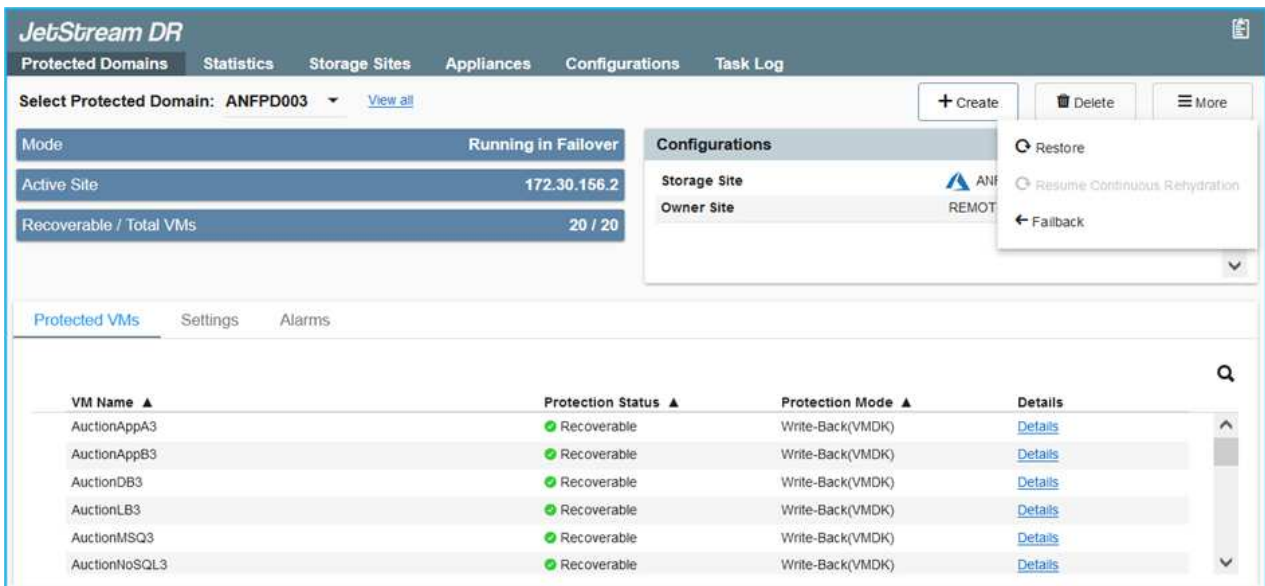 JetStream DR
Protected Domains Statistics Storage Sites Appliances Configurations Task Log
Select Protected Domain: ANFPD003 View all + Create Delete More
Mode Running in Failover
Active Site 172.30.156.2
Recoverable / Total VMs 20 / 20
Configurations
Storage Site ANF
Owner Site REMOT
Restore
Resume Continuous Rehydration
Failback
Protected VMs Settings Alarms
VM Name ▲ Protection Status ▲ Protection Mode ▲ Details
AuctionAppA3 Recoverable Write-Back(VMDK) Details
AuctionAppB3 Recoverable Write-Back(VMDK) Details
AuctionDB3 Recoverable Write-Back(VMDK) Details
AuctionLB3 Recoverable Write-Back(VMDK) Details
AuctionMSQ3 Recoverable Write-Back(VMDK) Details
AuctionNoSQL3 Recoverable Write-Back(VMDK) Details